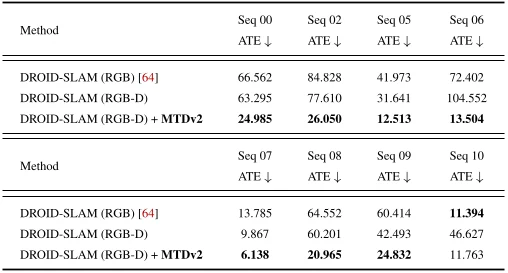 Method Seq 00 Seq 02 Seq 05 Seq 06
ATE ↓ ATE ↓ ATE ↓ ATE ↓
DROID-SLAM (RGB) [64] 66.562 84.828 41.973 72.402
DROID-SLAM (RGB-D) 63.295 77.610 31.641 104.552
DROID-SLAM (RGB-D) + MTDv2 24.985 26.050 12.513 13.504
Method Seq 07 Seq 08 Seq 09 Seq 10
ATE ↓ ATE ↓ ATE ↓ ATE ↓
DROID-SLAM (RGB) [64] 13.785 64.552 60.414 11.394
DROID-SLAM (RGB-D) 9.867 60.201 42.493 46.627
DROID-SLAM (RGB-D) + MTDv2 6.138 20.965 24.832 11.763